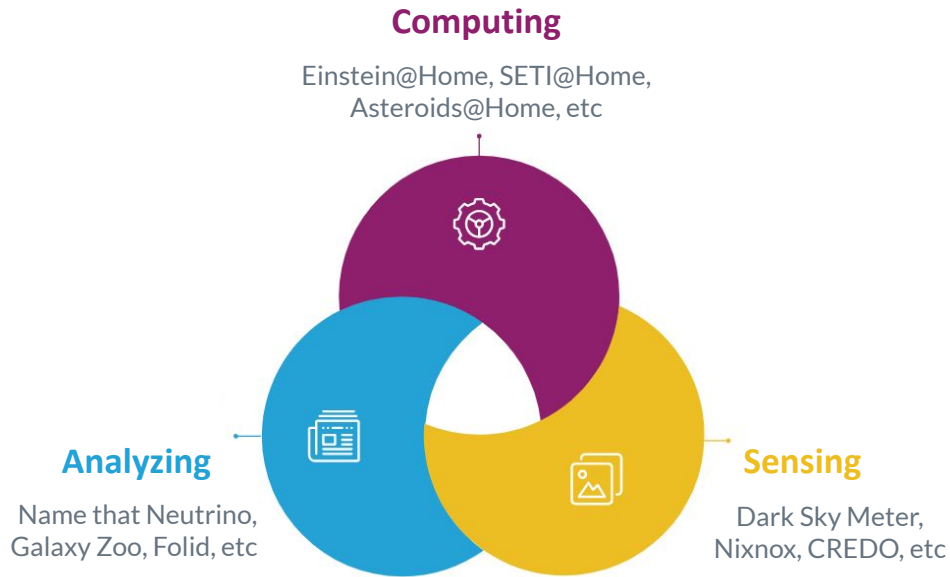 Computing
Einstein@Home, SETI@Home,
Asteroids@Home, etc
Analyzing
Name that Neutrino,
Galaxy Zoo, Folid, etc
Sensing
Dark Sky Meter,
Nixnox, CREDO, etc